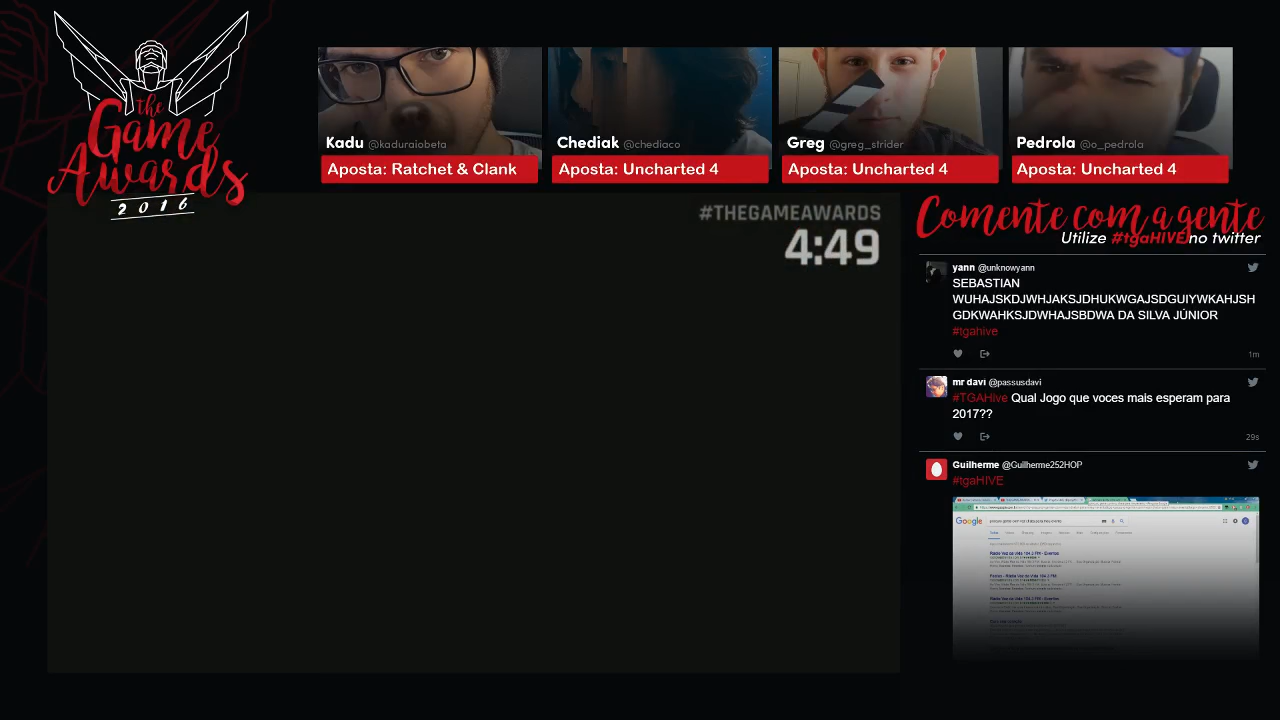 the
Game
Awards
2016
Kadu @kaduraiobeta
Aposta: Ratchet & Clank
Chediak @chediaco
Aposta: Uncharted 4
Greg @greg_strider
Aposta: Uncharted 4
Pedrola @o_pedrola
Aposta: Uncharted 4
#THEGAMEAWARDS
4:49
Comente com a gente
Utilize #tgaHIVE no twitter
yann @unknowyann
SEBASTIAN
WUHAJSKDJWHJAKSJDHUKWGAJSDGUIYWKAHJSH
GDKWAHKSJDWHAJSBDWA DA SILVA JÚNIOR
#tgahive
1m
mr davi @passusdavi
#TGAHive Qual Jogo que voces mais esperam para
2017??
29s
Guilherme @Guilherme252HOP
#tgaHIVE
Google